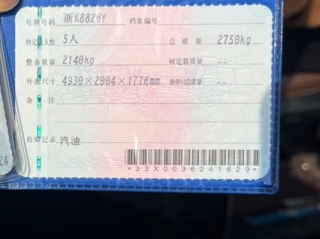 号牌号码 浙K8826Y 档案编号
核定载人数 5人 总质量 2750kg
整备质量 2140kg 核定载质量 --
外廓尺寸 4930×2004×1776mm 准牵引总质量 --
备注
检验记录 汽油
*33X0036241629*
24